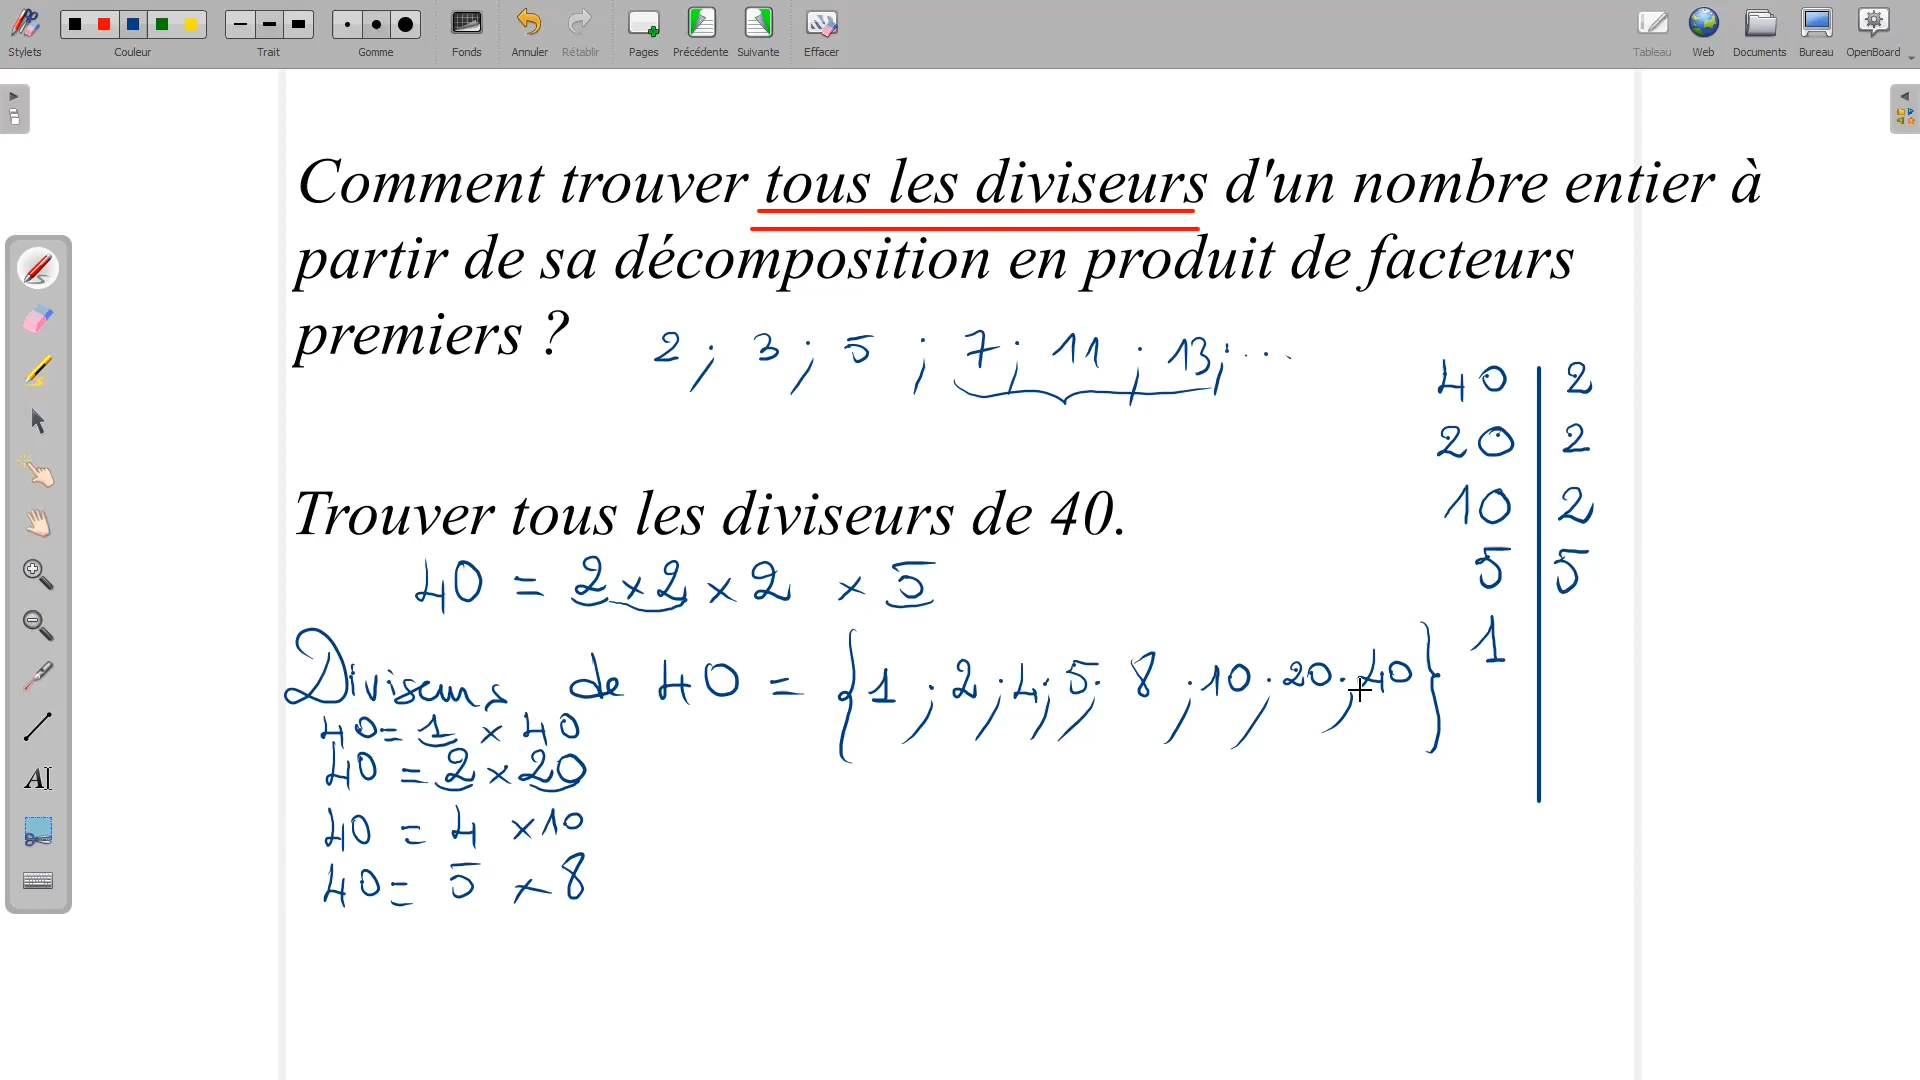 Stylets Couleur Trait Gomme Fonds Annuler Rétablir Pages Précédente Suivante Effacer Tableau Web Documents Bureau OpenBoard
Comment trouver tous les diviseurs d'un nombre entier à
partir de sa décomposition en produit de facteurs
premiers ?
2 ; 3 ; 5 ; 7 ; 11 ; 13 ; ...
40 | 2
20 | 2
10 | 2
5 | 5
1
Trouver tous les diviseurs de 40.
40 = 2 × 2 × 2 × 5
Diviseurs de 40 = {1 ; 2 ; 4 ; 5 ; 8 ; 10 ; 20 ; 40}
40 = 1 × 40
40 = 2 × 20
40 = 4 × 10
40 = 5 × 8